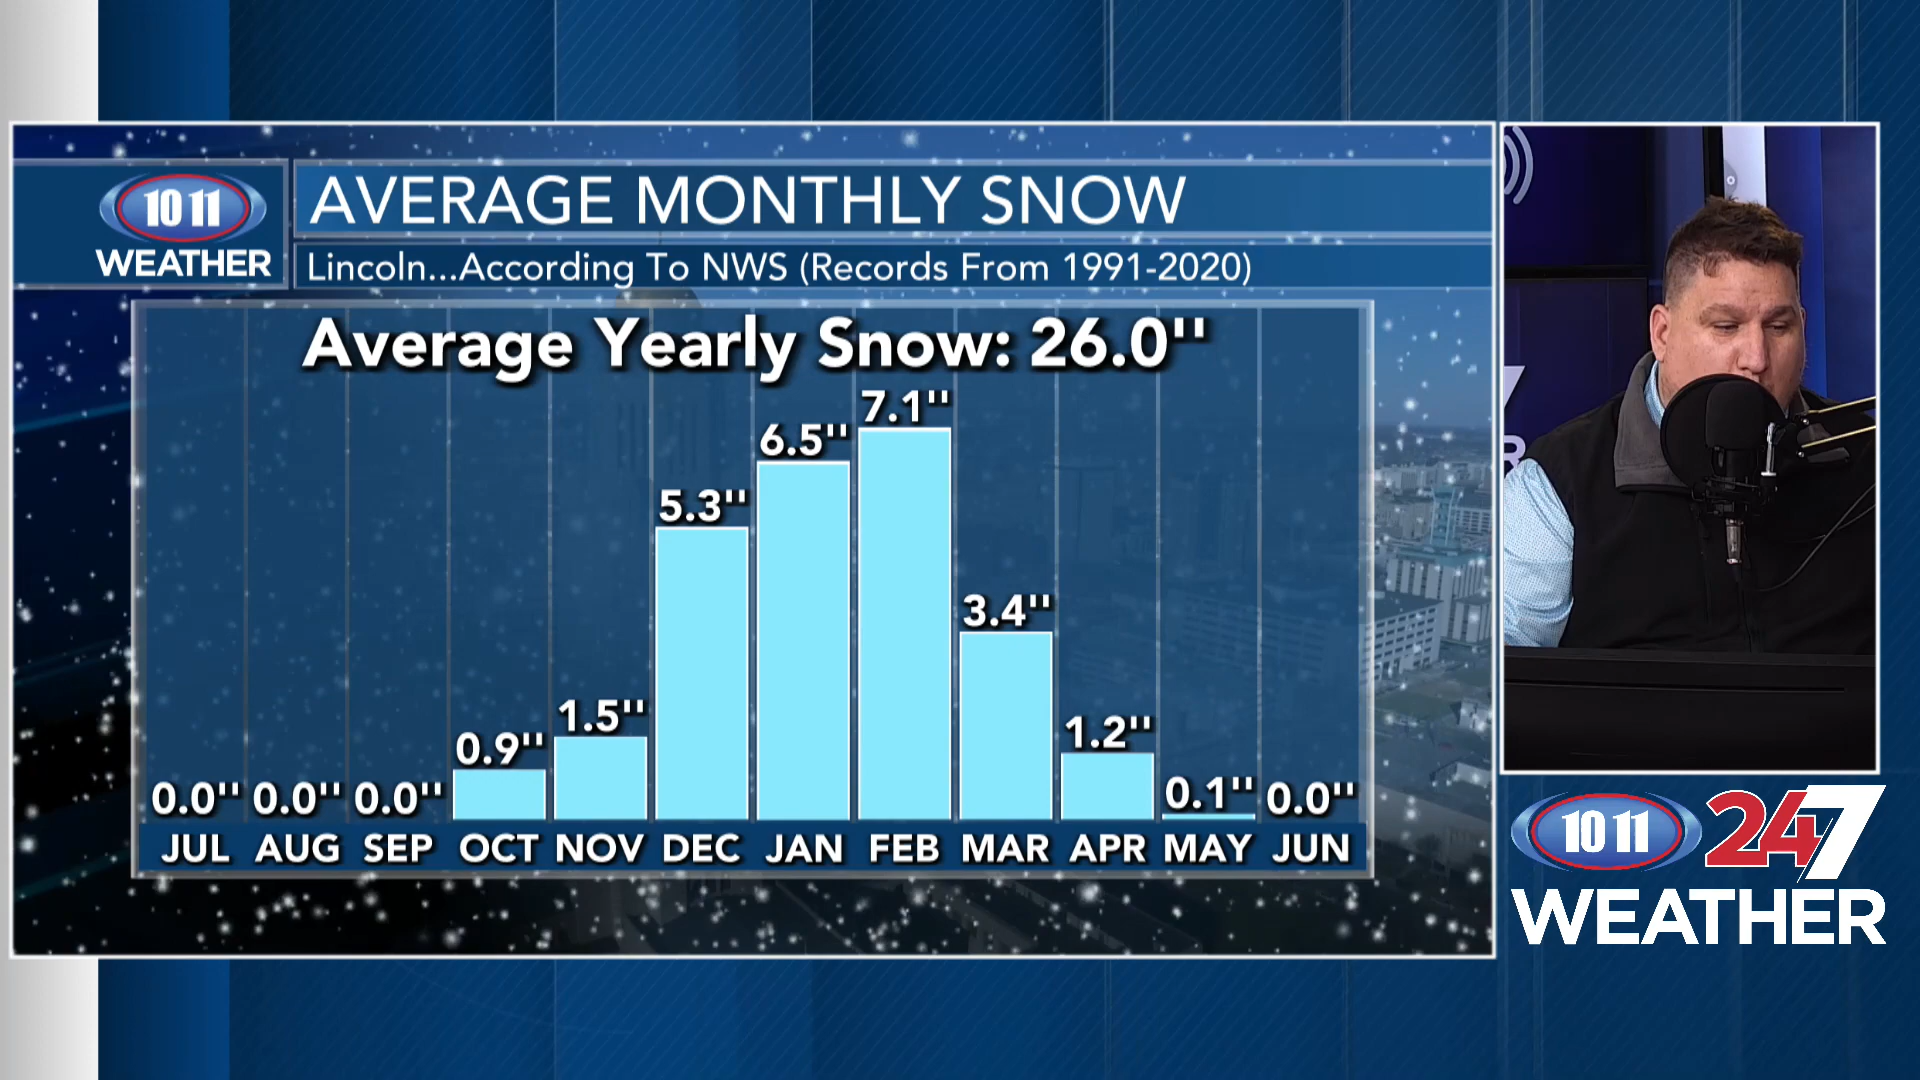 10 11
WEATHER
AVERAGE MONTHLY SNOW
Lincoln...According To NWS (Records From 1991-2020)
Average Yearly Snow: 26.0''
0.0'' 0.0'' 0.0'' 0.9'' 1.5'' 5.3'' 6.5'' 7.1'' 3.4'' 1.2'' 0.1'' 0.0''
JUL AUG SEP OCT NOV DEC JAN FEB MAR APR MAY JUN
7
R
10 11 24 7
WEATHER